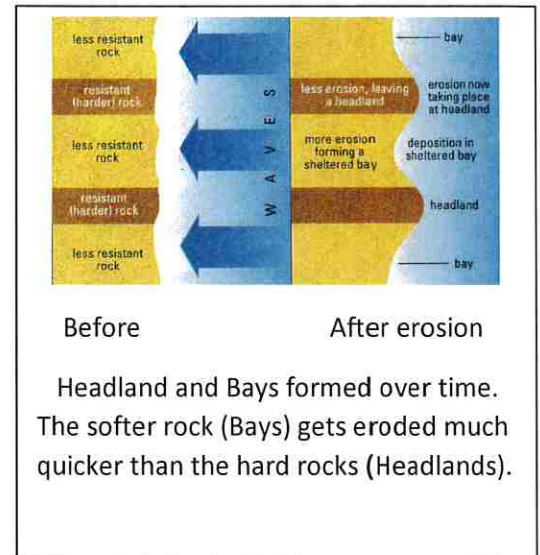 less resistant
rock
resistant
(harder) rock
less resistant
rock
resistant
(harder) rock
less resistant
rock
WAVES
bay
less erosion, leaving
a headland
erosion now
taking place
at headland
more erosion
forming a
sheltered bay
deposition in
sheltered bay
headland
bay
Before
After erosion
Headland and Bays formed over time.
The softer rock (Bays) gets eroded much
quicker than the hard rocks (Headlands).